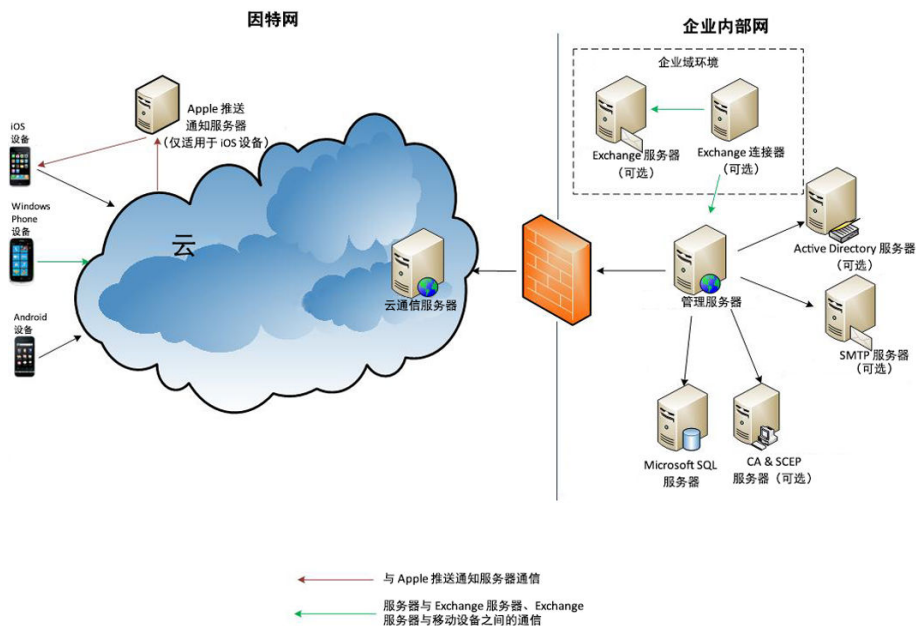 因特网
企业内部网
企业域环境
Apple 推送
通知服务器
（仅适用于 iOS 设备）
iOS
设备
Exchange 服务器
（可选）
Exchange 连接器
（可选）
Windows
Phone
设备
云
Active Directory 服务器
（可选）
云通信服务器
管理服务器
Android
设备
SMTP 服务器
（可选）
Microsoft SQL
服务器
CA & SCEP
服务器（可选）
与 Apple 推送通知服务器通信
服务器与 Exchange 服务器、Exchange
服务器与移动设备之间的通信